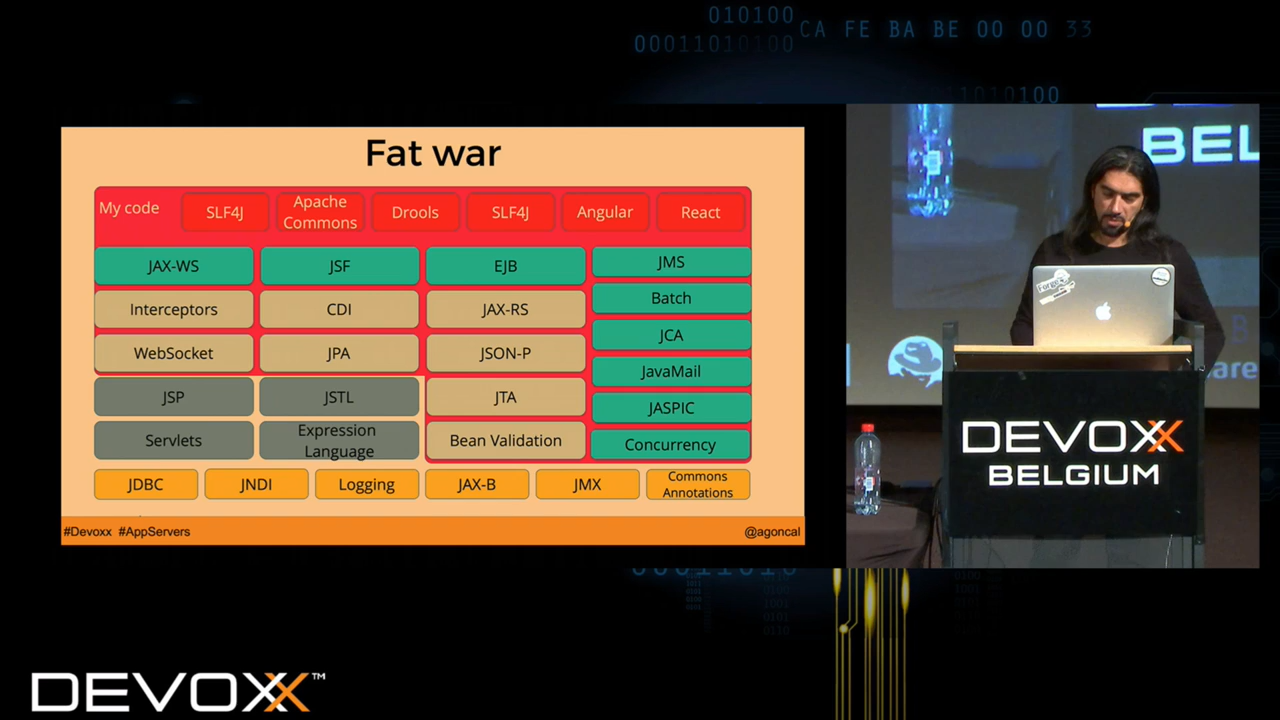 010100
00011010100
CA FE BA BE 00 00 33
11010100
Fat war
My code
SLF4J
Apache
Commons
Drools
SLF4J
Angular
React
JAX-WS
JSF
EJB
JMS
Interceptors
CDI
JAX-RS
Batch
WebSocket
JPA
JSON-P
JCA
JavaMail
JSP
JSTL
JTA
JASPIC
Servlets
Expression
Language
Bean Validation
Concurrency
JDBC
JNDI
Logging
JAX-B
JMX
Commons
Annotations
#Devoxx #AppServers
@agoncal
BEL
DEVOXX
BELGIUM
DEVOXX™